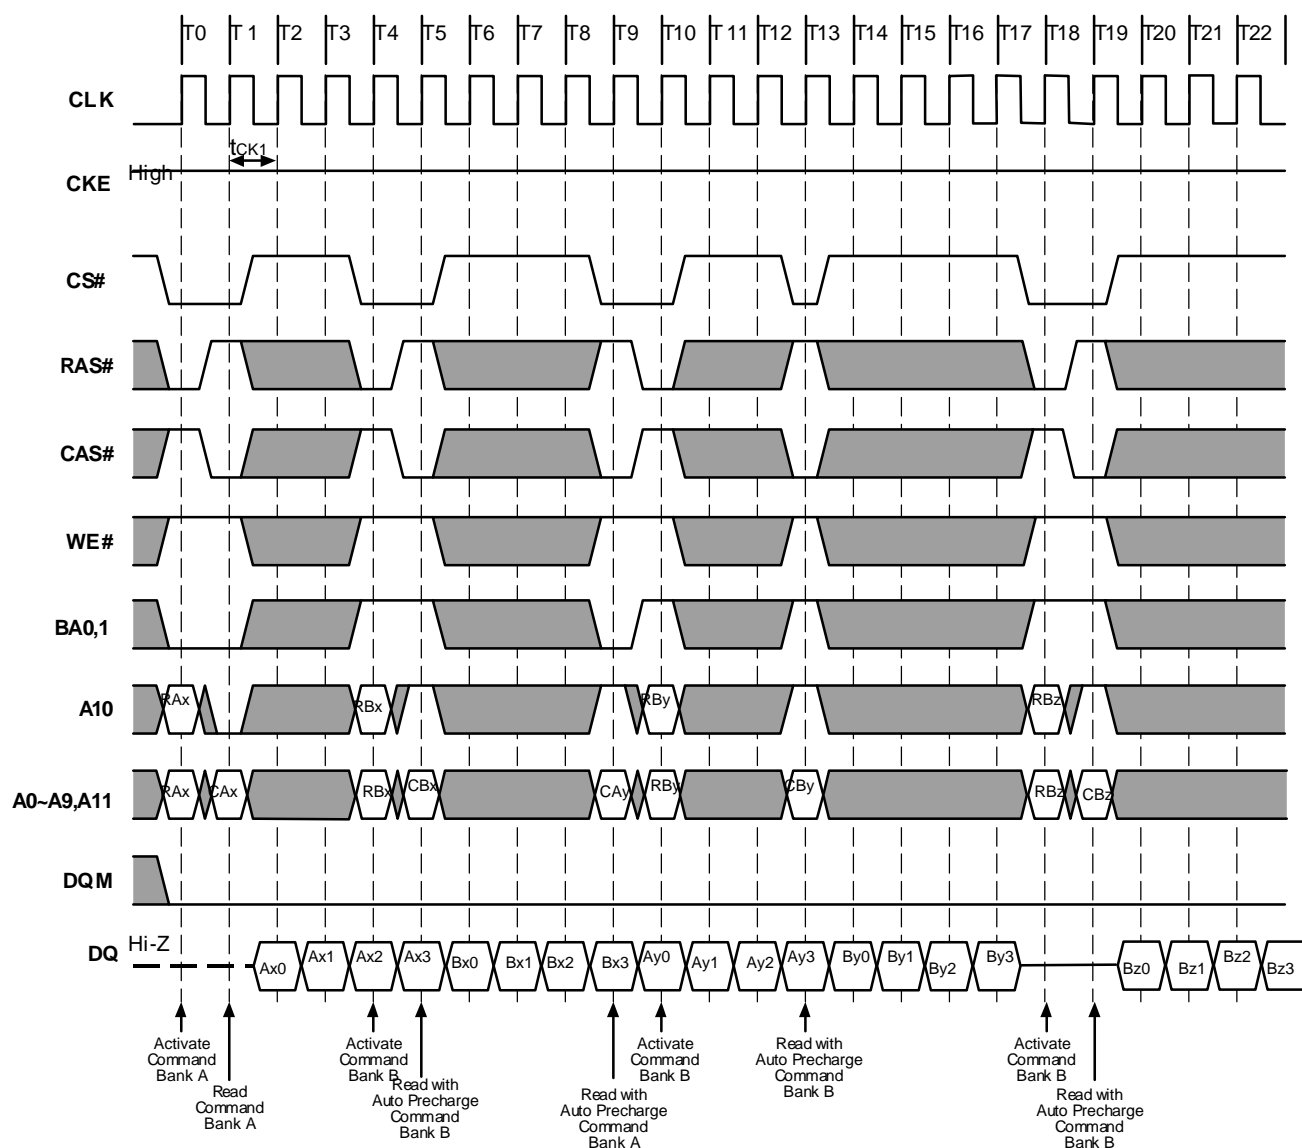 T0 T1 T2 T3 T4 T5 T6 T7 T8 T9 T10 T11 T12 T13 T14 T15 T16 T17 T18 T19 T20 T21 T22
CLK
tCK1
CKE High
CS#
RAS#
CAS#
WE#
BA0,1
A10 RAx RBx RBy RBz
A0~A9,A11 RAx CAx RBx CBx CAy RBy CBy RBz CBz
DQM
DQ Hi-Z Ax0 Ax1 Ax2 Ax3 Bx0 Bx1 Bx2 Bx3 Ay0 Ay1 Ay2 Ay3 By0 By1 By2 By3 Bz0 Bz1 Bz2 Bz3
Activate
Command
Bank A
Read
Command
Bank A
Activate
Command
Bank B
Read with
Auto Precharge
Command
Bank B
Read with
Auto Precharge
Command
Bank A
Activate
Command
Bank B
Read with
Auto Precharge
Command
Bank B
Activate
Command
Bank B
Read with
Auto Precharge
Command
Bank B